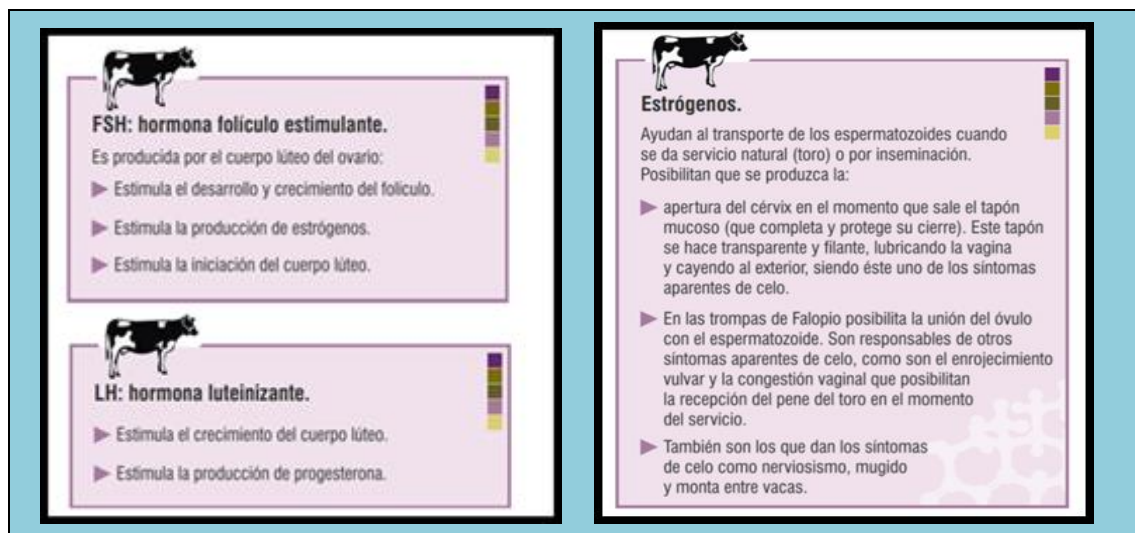 FSH: hormona folículo estimulante.
Es producida por el cuerpo lúteo del ovario:
Estimula el desarrollo y crecimiento del folículo.
Estimula la producción de estrógenos.
Estimula la iniciación del cuerpo lúteo.
LH: hormona luteinizante.
Estimula el crecimiento del cuerpo lúteo.
Estimula la producción de progesterona.
Estrógenos.
Ayudan al transporte de los espermatozoides cuando
se da servicio natural (toro) o por inseminación.
Posibilitan que se produzca la:
apertura del cérvix en el momento que sale el tapón
mucoso (que completa y protege su cierre). Este tapón
se hace transparente y filante, lubricando la vagina
y cayendo al exterior, siendo éste uno de los síntomas
aparentes de celo.
En las trompas de Falopio posibilita la unión del óvulo
con el espermatozoide. Son responsables de otros
síntomas aparentes de celo, como son el enrojecimiento
vulvar y la congestión vaginal que posibilitan
la recepción del pene del toro en el momento
del servicio.
También son los que dan los síntomas
de celo como nerviosismo, mugido
y monta entre vacas.